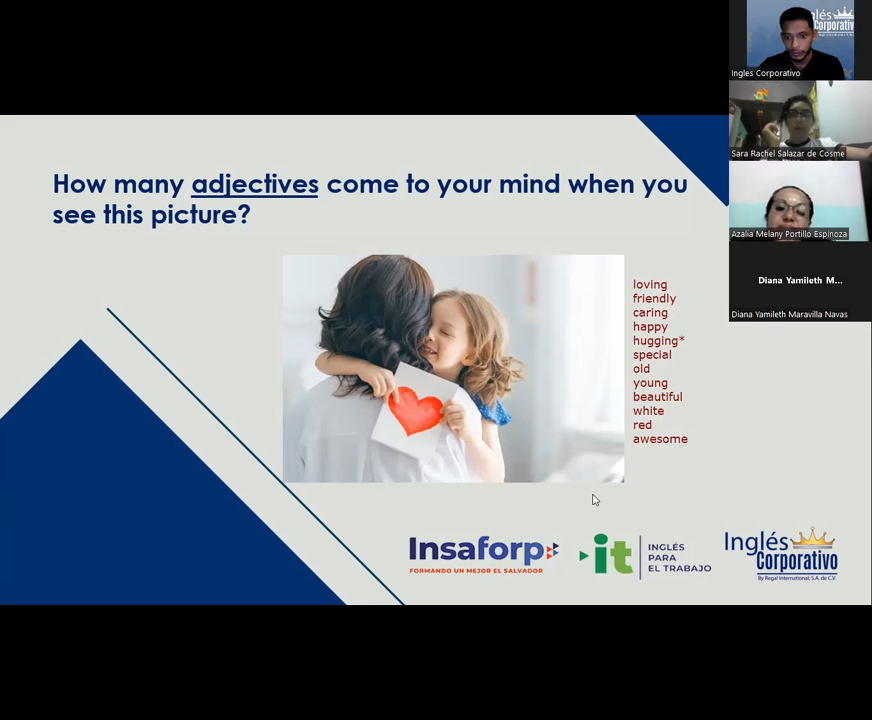 How many adjectives come to your mind when you
see this picture?
loving
friendly
caring
happy
hugging*
special
old
young
beautiful
white
red
awesome
Insaforp
FORMANDO UN MEJOR EL SALVADOR
it
INGLÉS
PARA
EL TRABAJO
Inglés
Corporativo
By Regal International, S.A. de C.V.
glés
Corporativ
Ingles Corporativo
Sara Rachel Salazar de Cosme
Azalia Melany Portillo Espinoza
Diana Yamileth M...
Diana Yamileth Maravilla Navas